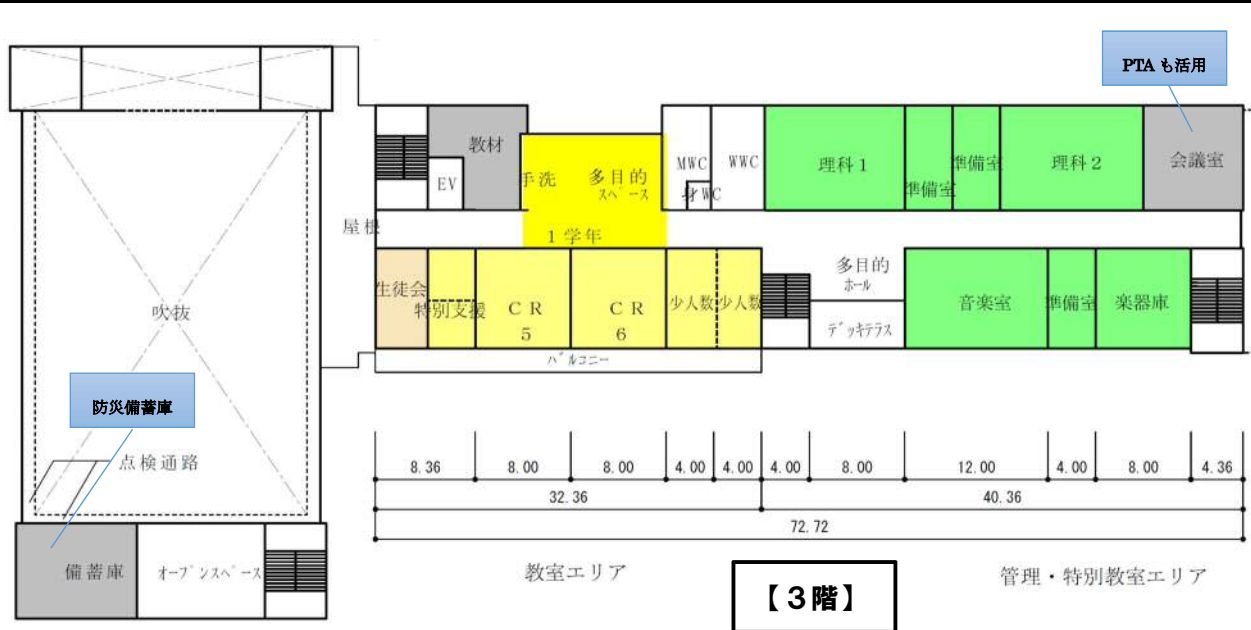 PTA も活用
教材
EV
手洗
多目的
スペース
MWC
WWC
身WC
理科1
準備室
準備室
理科2
会議室
屋根
1学年
生徒会
特別支援
CR
5
CR
6
少人数
少人数
多目的
ホール
デッキテラス
音楽室
準備室
楽器庫
バルコニー
吹抜
防災備蓄庫
点検通路
備蓄庫
オープンスペース
8.36
8.00
8.00
4.00
4.00
4.00
8.00
12.00
4.00
8.00
4.36
32.36
40.36
72.72
教室エリア
【3階】
管理・特別教室エリア